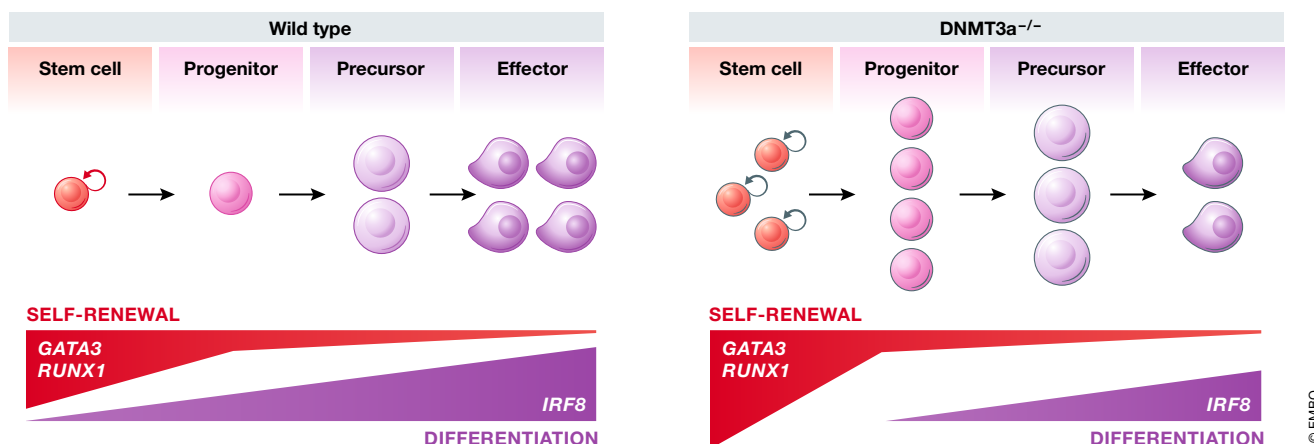 Wild type
Stem cell
Progenitor
Precursor
Effector
SELF-RENEWAL
GATA3
RUNX1
IRF8
DIFFERENTIATION
DNMT3a−/−
Stem cell
Progenitor
Precursor
Effector
SELF-RENEWAL
GATA3
RUNX1
IRF8
DIFFERENTIATION
© EMBO